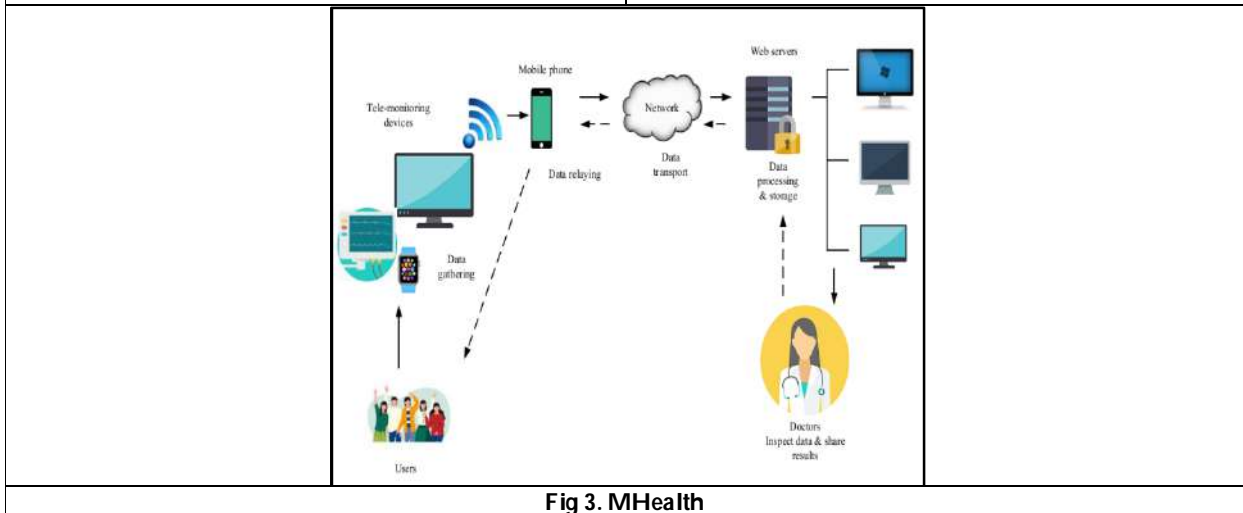 Web servers
Mobile phone
Tele-monitoring
devices
Network
Data relaying
Data
transport
Data
processing
& storage
Data
gathering
Doctors
Inspect data & share
results
Users
Fig 3. MHealth